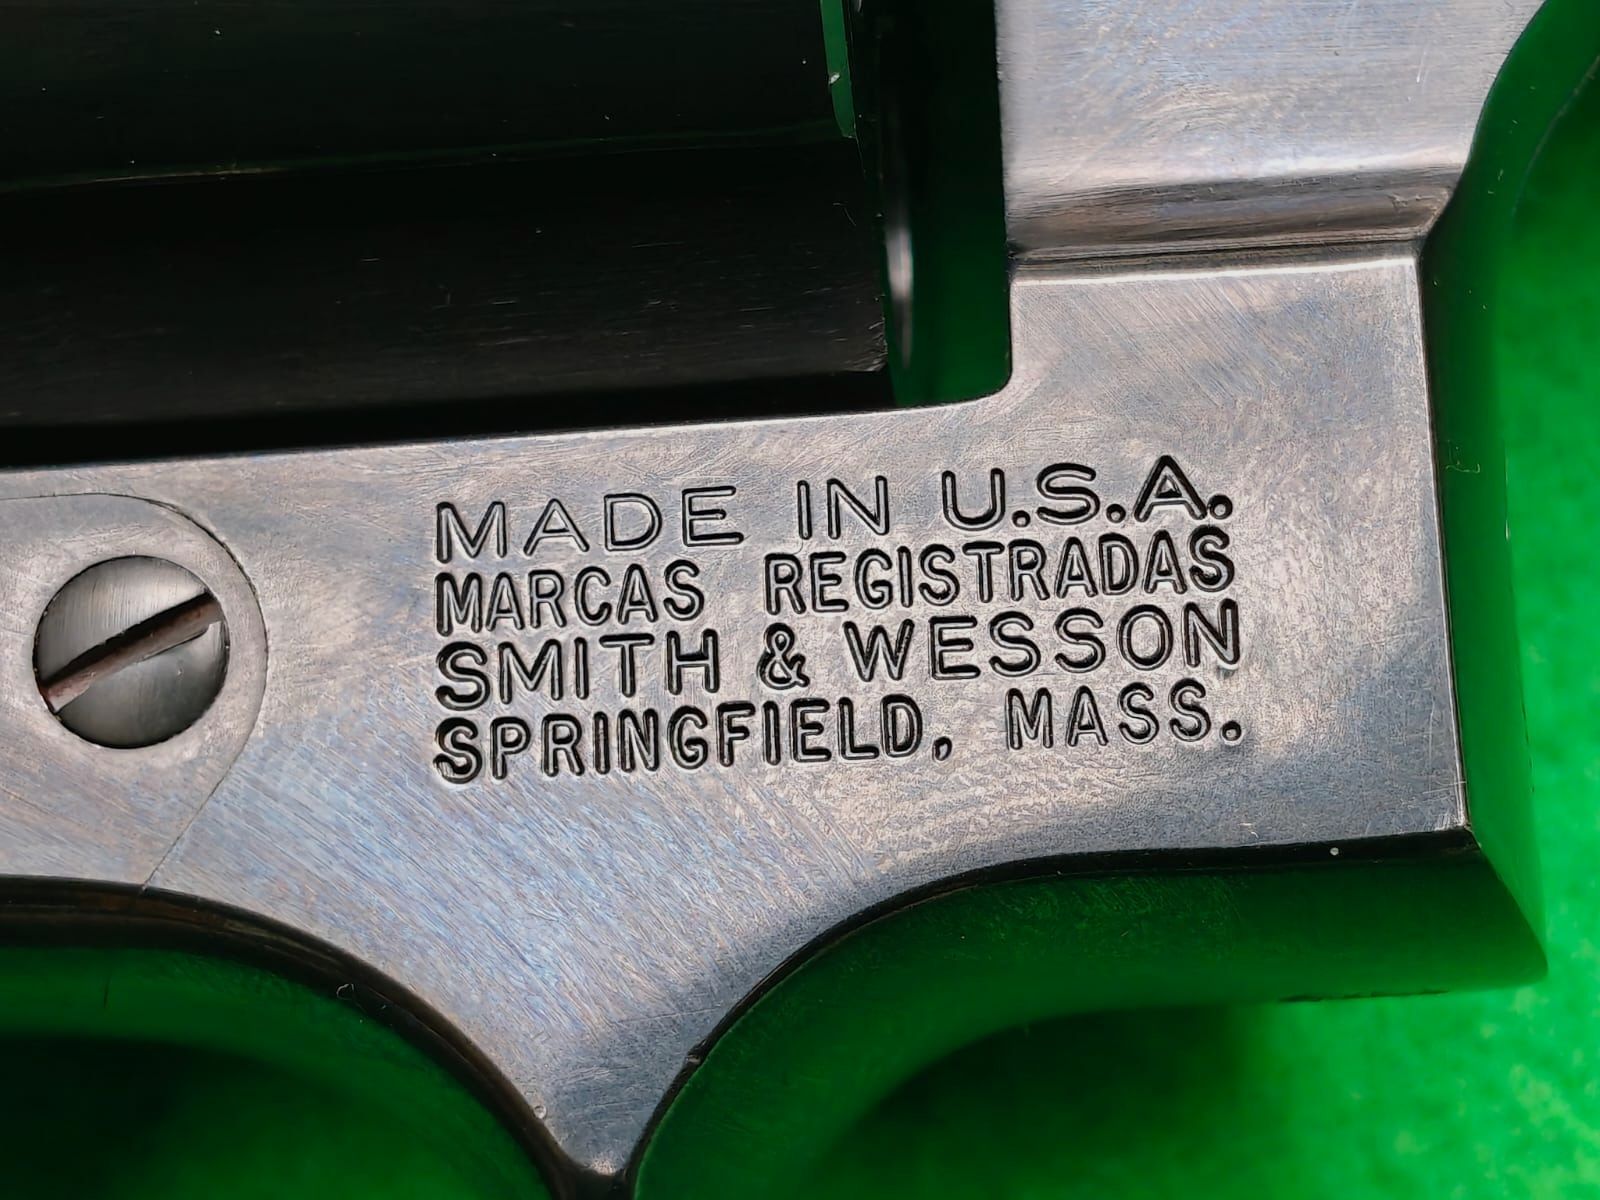 MADE IN U.S.A.
MARCAS REGISTRADAS
SMITH & WESSON
SPRINGFIELD, MASS.